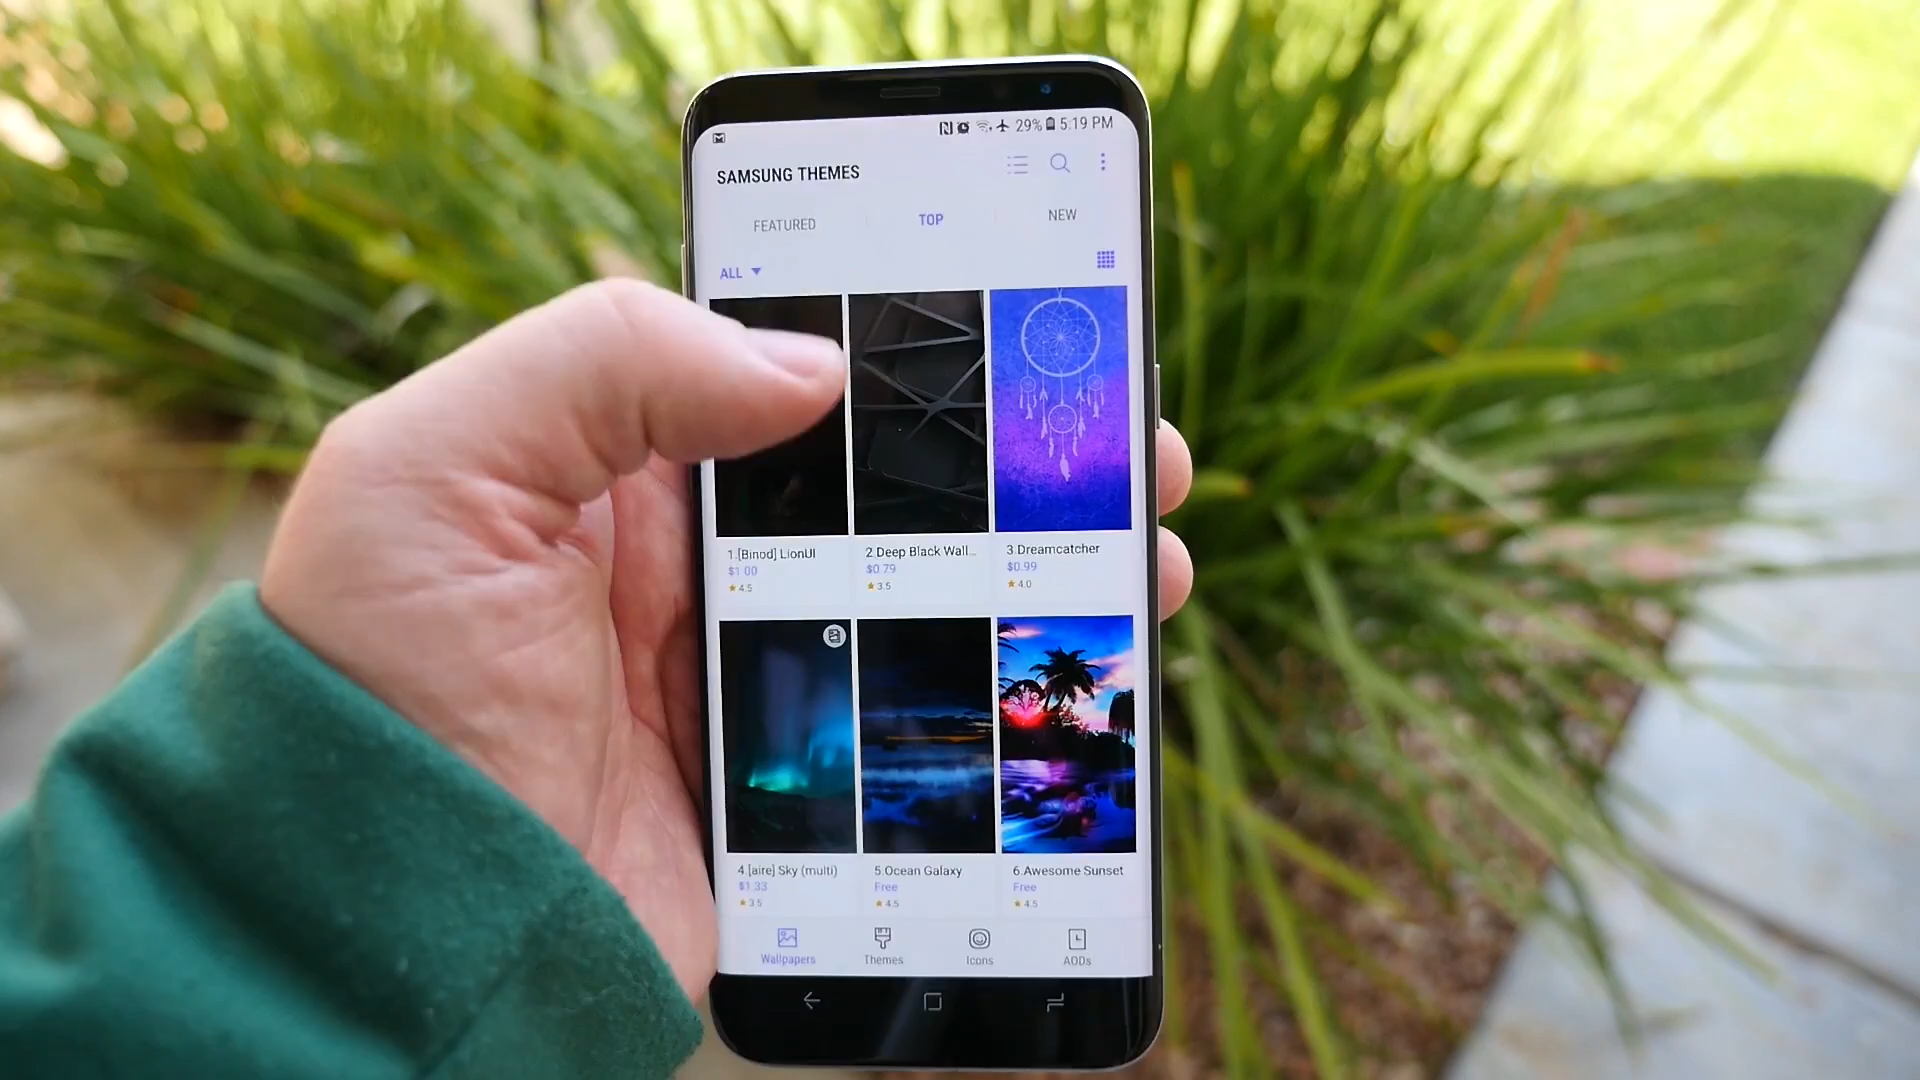 29% 5:19 PM
SAMSUNG THEMES
FEATURED TOP NEW
ALL
1.[Binod] LionUI 2.Deep Black Wall... 3.Dreamcatcher
$1.00 $0.79 $0.99
4.5 3.5 4.0
4.[aire] Sky (multi) 5.Ocean Galaxy 6.Awesome Sunset
$1.33 Free Free
3.5 4.5 4.5
Wallpapers Themes Icons AODs